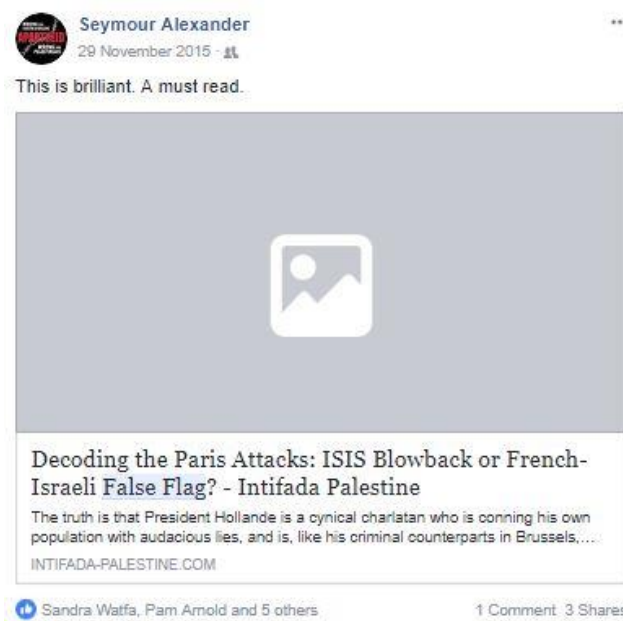 Seymour Alexander
29 November 2015
This is brilliant. A must read.
Decoding the Paris Attacks: ISIS Blowback or French-
Israeli False Flag? - Intifada Palestine
The truth is that President Hollande is a cynical charlatan who is conning his own
population with audacious lies, and is, like his criminal counterparts in Brussels,...
INTIFADA-PALESTINE.COM
Sandra Watfa, Pam Arnold and 5 others
1 Comment 3 Shares